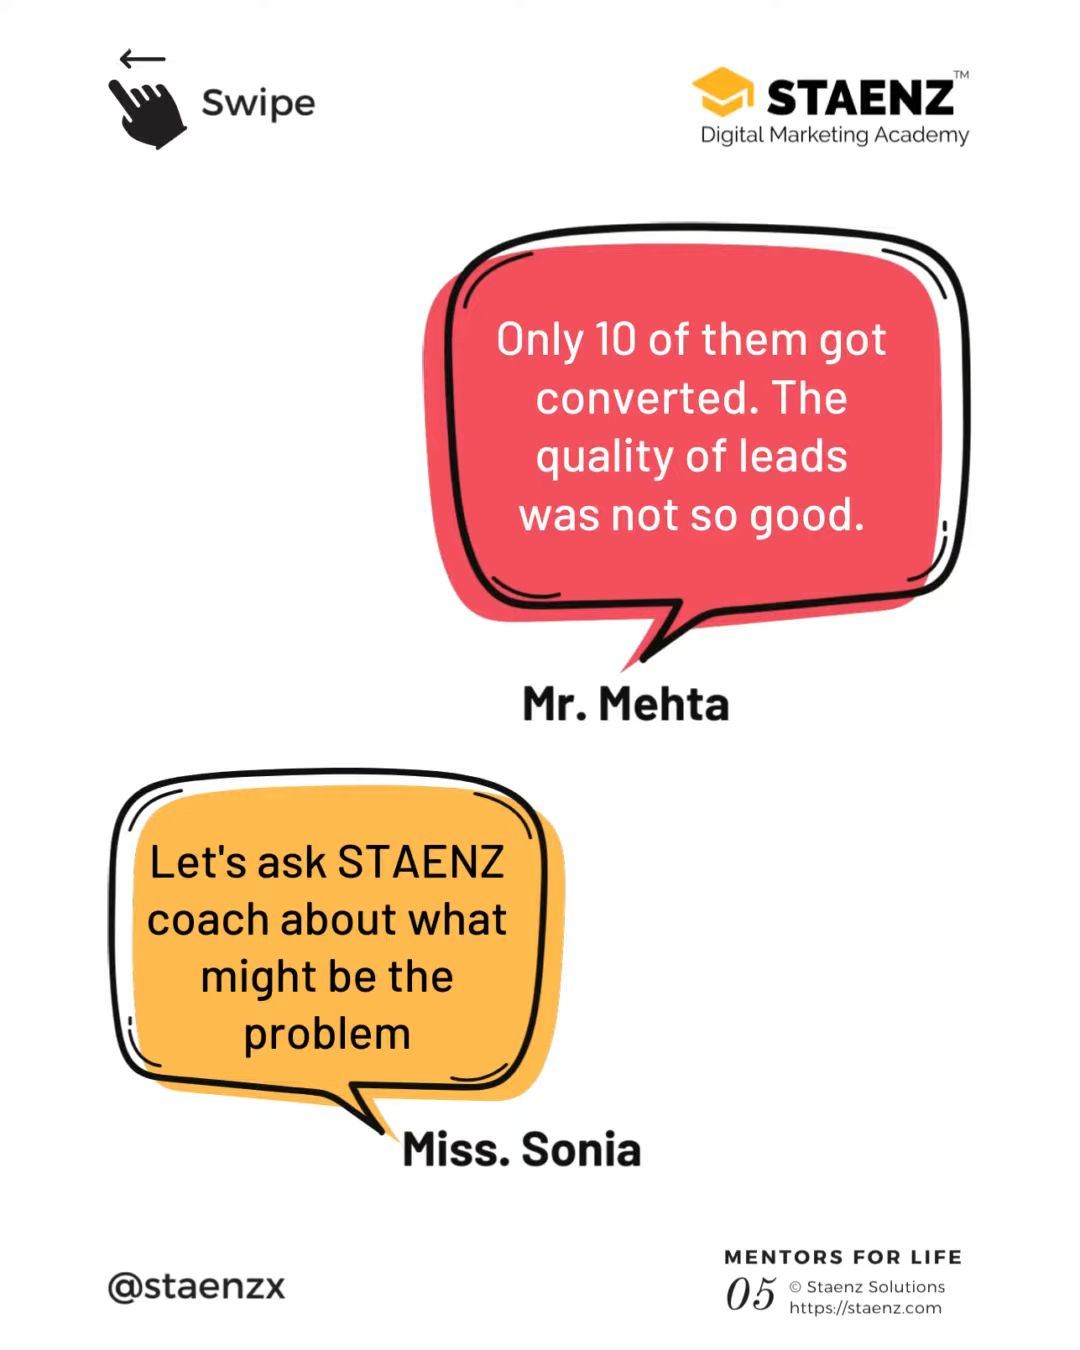 Swipe
STAENZ™
Digital Marketing Academy
Only 10 of them got
converted. The
quality of leads
was not so good.
Mr. Mehta
Let's ask STAENZ
coach about what
might be the
problem
Miss. Sonia
@staenzx
MENTORS FOR LIFE
05
© Staenz Solutions
https://staenz.com